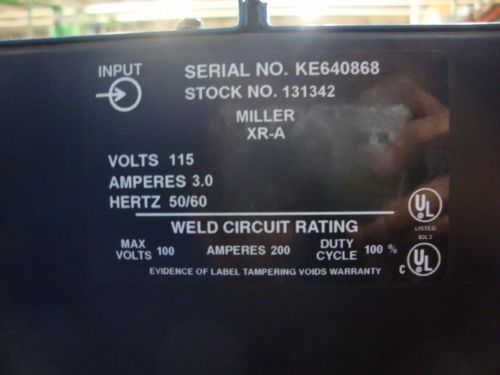 INPUT
SERIAL NO. KE640868
STOCK NO. 131342
MILLER
XR-A
VOLTS 115
AMPERES 3.0
HERTZ 50/60
WELD CIRCUIT RATING
MAX VOLTS 100 AMPERES 200 DUTY CYCLE 100 %
EVIDENCE OF LABEL TAMPERING VOIDS WARRANTY
UL
LISTED
C UL